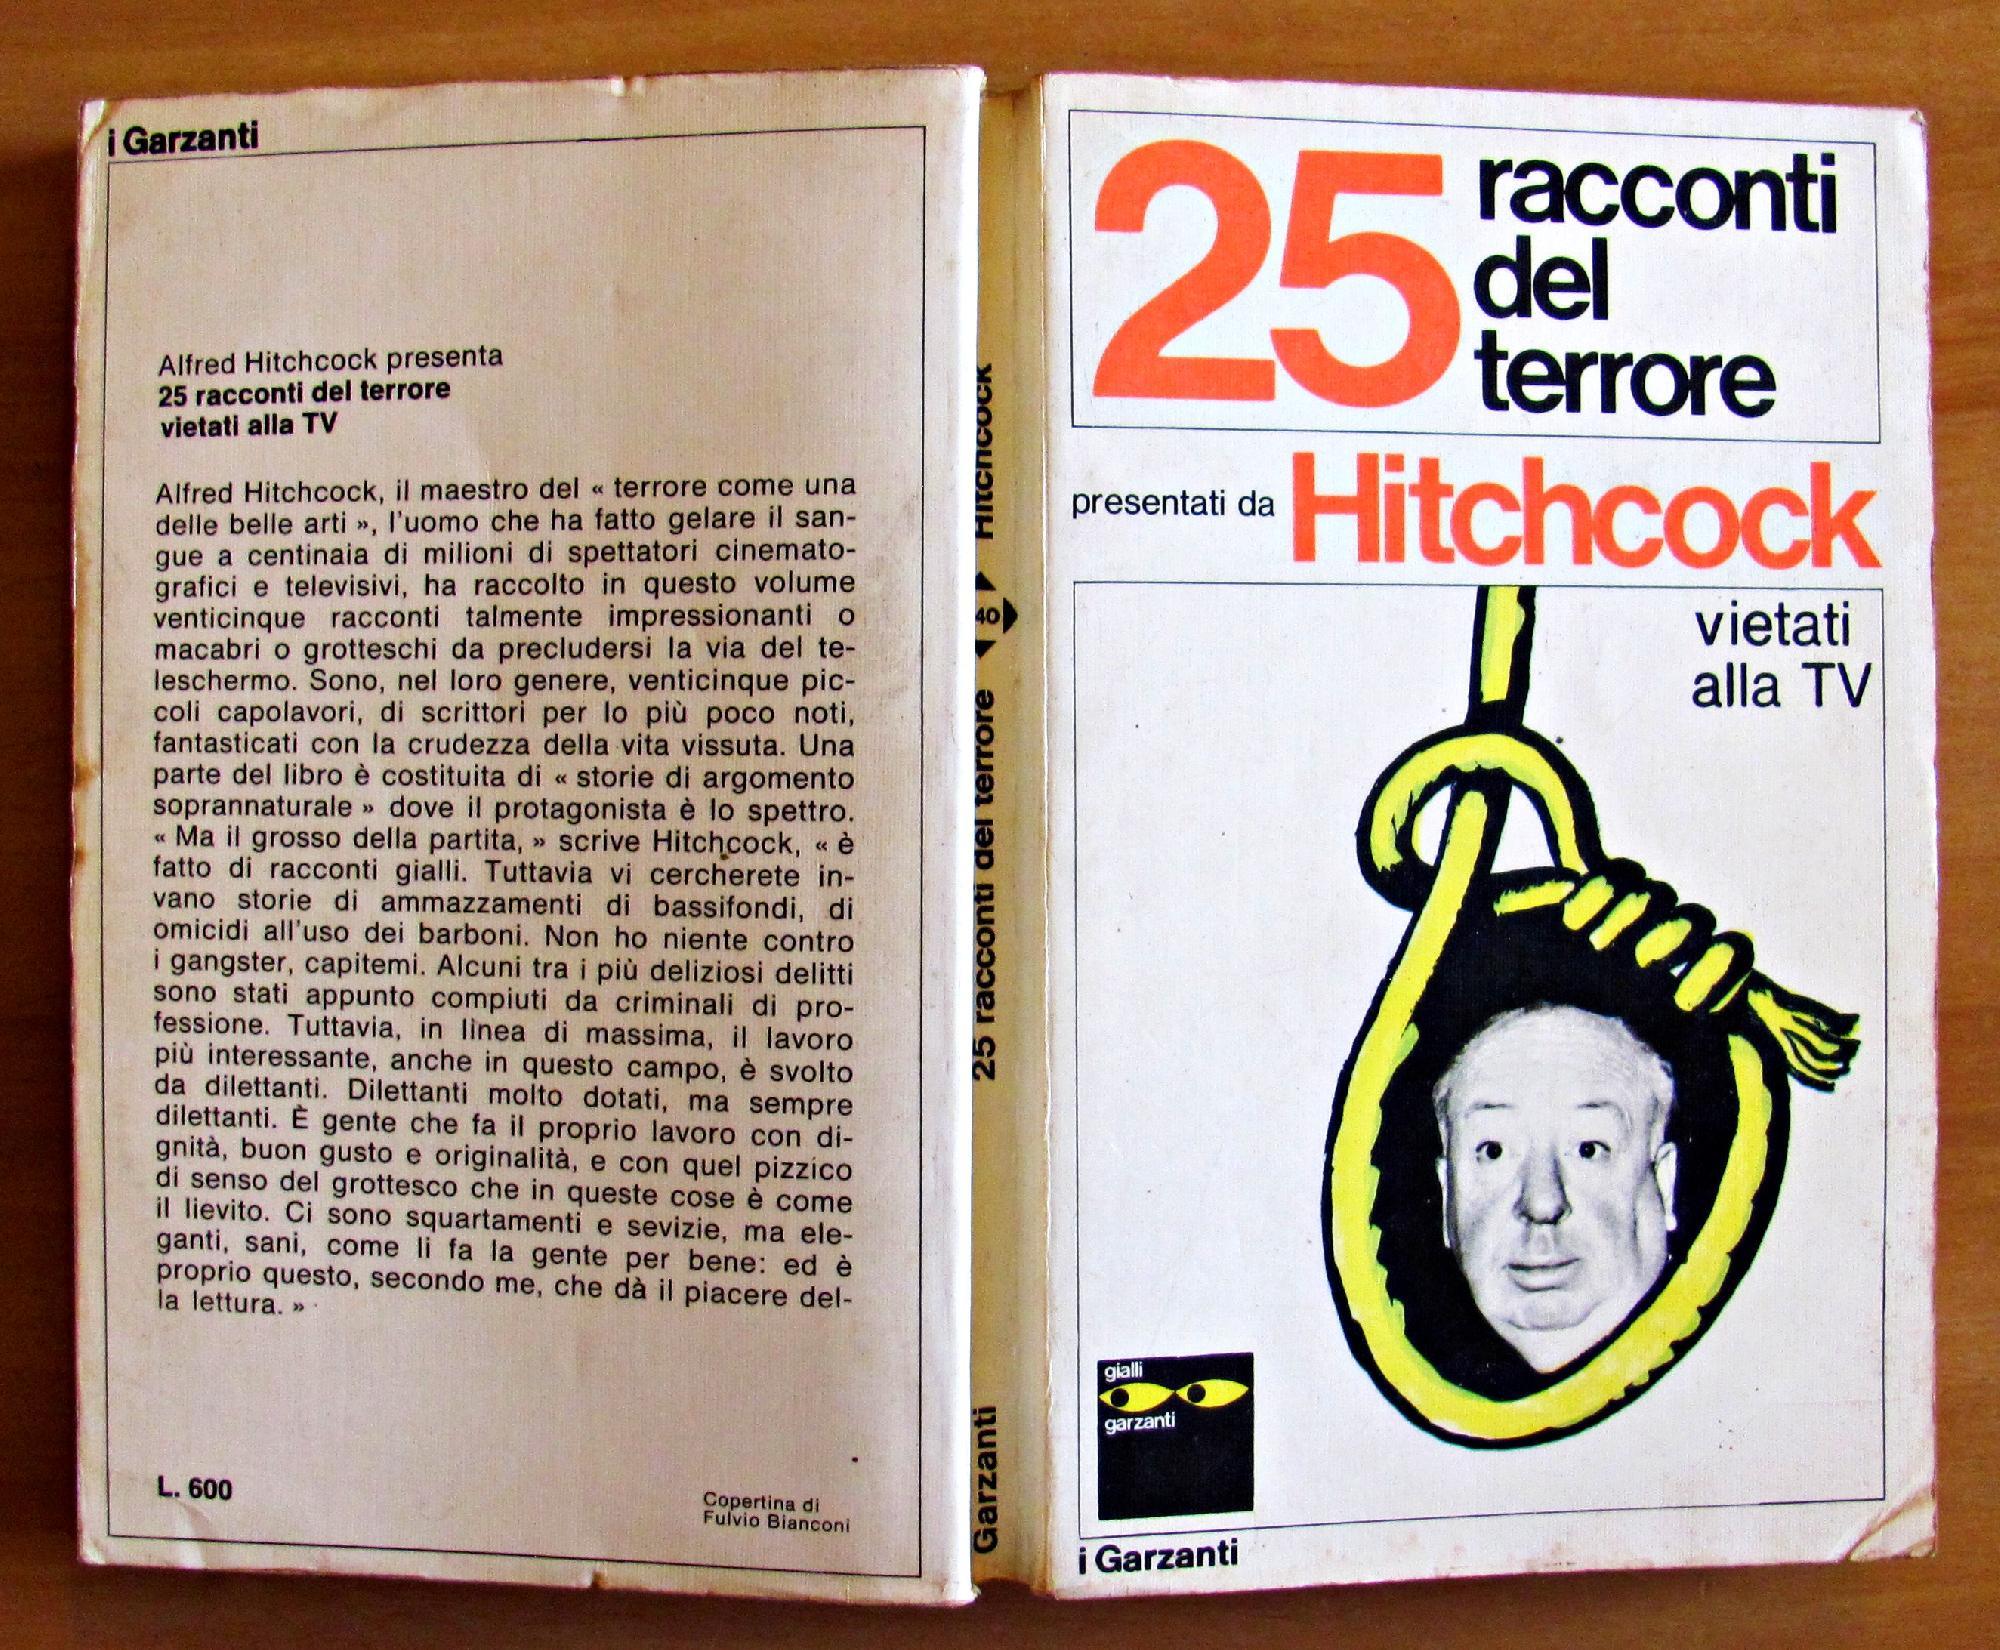 i Garzanti
Alfred Hitchcock presenta
25 racconti del terrore
vietati alla TV
Alfred Hitchcock, il maestro del « terrore come una
delle belle arti », l'uomo che ha fatto gelare il san-
gue a centinaia di milioni di spettatori cinemato-
grafici e televisivi, ha raccolto in questo volume
venticinque racconti talmente impressionanti o
macabri o grotteschi da precludersi la via del te-
leschermo. Sono, nel loro genere, venticinque pic-
coli capolavori, di scrittori per lo più poco noti,
fantasticati con la crudezza della vita vissuta. Una
parte del libro è costituita di « storie di argomento
soprannaturale » dove il protagonista è lo spettro.
« Ma il grosso della partita, » scrive Hitchcock, « è
fatto di racconti gialli. Tuttavia vi cercherete in-
vano storie di ammazzamenti di bassifondi, di
omicidi all'uso dei barboni. Non ho niente contro
i gangster, capitemi. Alcuni tra i più deliziosi delitti
sono stati appunto compiuti da criminali di pro-
fessione. Tuttavia, in linea di massima, il lavoro
più interessante, anche in questo campo, è svolto
da dilettanti. Dilettanti molto dotati, ma sempre
dilettanti. È gente che fa il proprio lavoro con di-
gnità, buon gusto e originalità, e con quel pizzico
di senso del grottesco che in queste cose è come
il lievito. Ci sono squartamenti e sevizie, ma ele-
ganti, sani, come li fa la gente per bene: ed è
proprio questo, secondo me, che dà il piacere del-
la lettura. »
L. 600
Copertina di
Fulvio Bianconi
Garzanti 25 racconti del terrore 40 Hitchcock
25 racconti
del
terrore
presentati da Hitchcock
vietati
alla TV
gialli
garzanti
i Garzanti